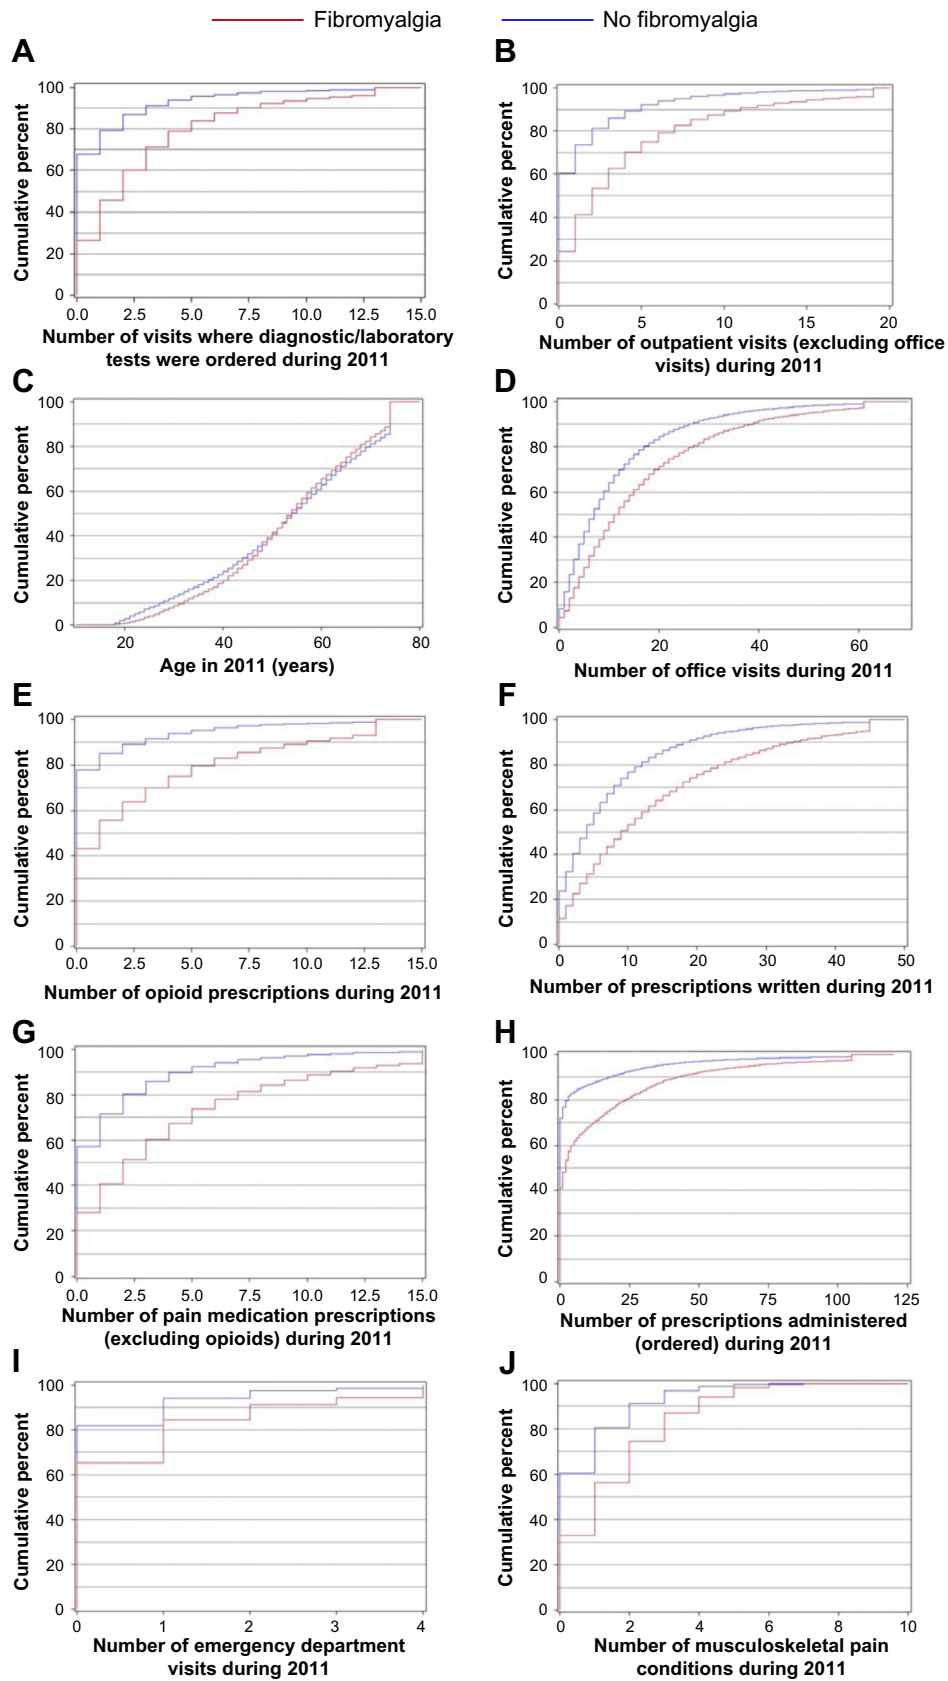 Fibromyalgia
No fibromyalgia
A
Cumulative percent
100
80
60
40
20
0
0.0 2.5 5.0 7.5 10.0 12.5 15.0
Number of visits where diagnostic/laboratory
tests were ordered during 2011
B
Cumulative percent
100
80
60
40
20
0
0 5 10 15 20
Number of outpatient visits (excluding office
visits) during 2011
C
Cumulative percent
100
80
60
40
20
0
20 40 60 80
Age in 2011 (years)
D
Cumulative percent
100
80
60
40
20
0
0 20 40 60
Number of office visits during 2011
E
Cumulative percent
100
80
60
40
20
0
0.0 2.5 5.0 7.5 10.0 12.5 15.0
Number of opioid prescriptions during 2011
F
Cumulative percent
100
80
60
40
20
0
0 10 20 30 40 50
Number of prescriptions written during 2011
G
Cumulative percent
100
80
60
40
20
0
0.0 2.5 5.0 7.5 10.0 12.5 15.0
Number of pain medication prescriptions
(excluding opioids) during 2011
H
Cumulative percent
100
80
60
40
20
0
0 25 50 75 100 125
Number of prescriptions administered
(ordered) during 2011
I
Cumulative percent
100
80
60
40
20
0
0 1 2 3 4
Number of emergency department
visits during 2011
J
Cumulative percent
100
80
60
40
20
0
0 2 4 6 8 10
Number of musculoskeletal pain
conditions during 2011